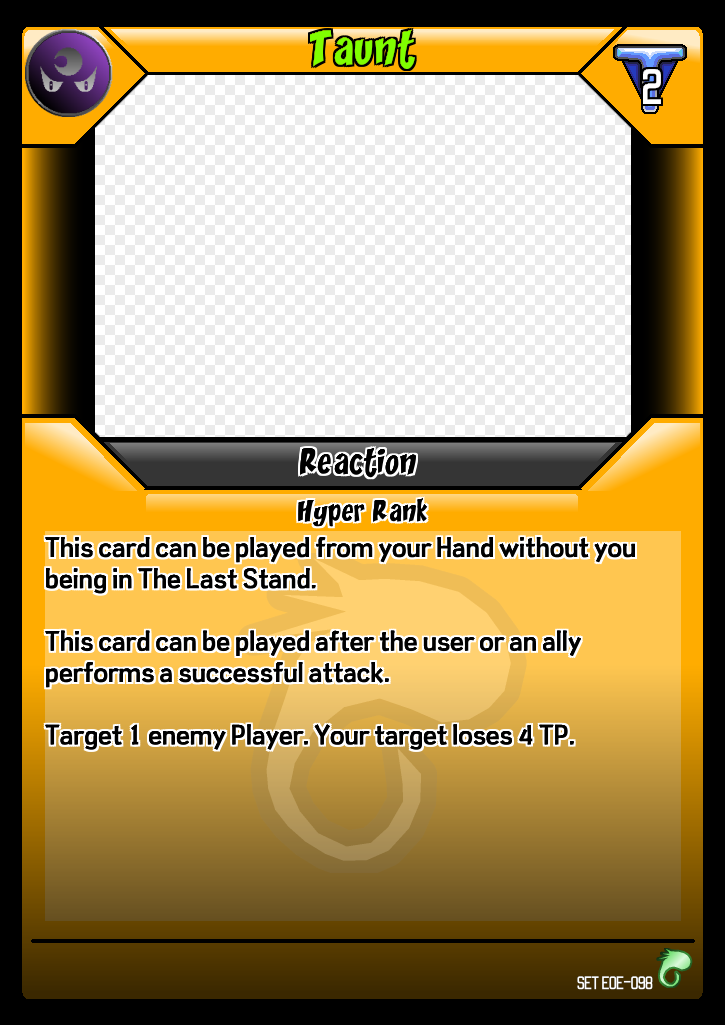 Taunt
2
Reaction
Hyper Rank
This card can be played from your Hand without you
being in The Last Stand.
This card can be played after the user or an ally
performs a successful attack.
Target 1 enemy Player. Your target loses 4 TP.
SET EOE-098